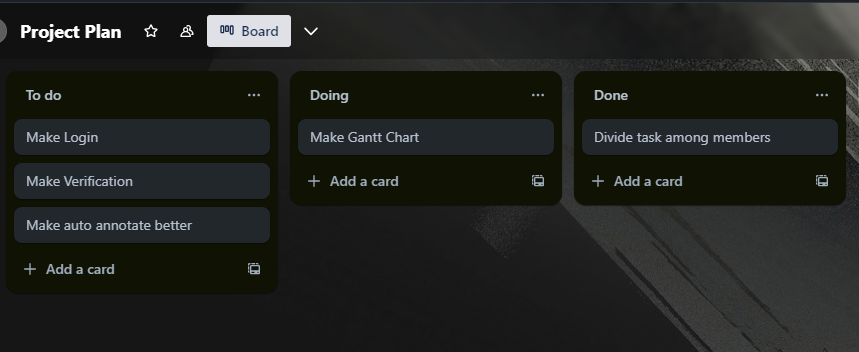 Project Plan
Board
To do
Make Login
Make Verification
Make auto annotate better
Add a card
Doing
Make Gantt Chart
Add a card
Done
Divide task among members
Add a card